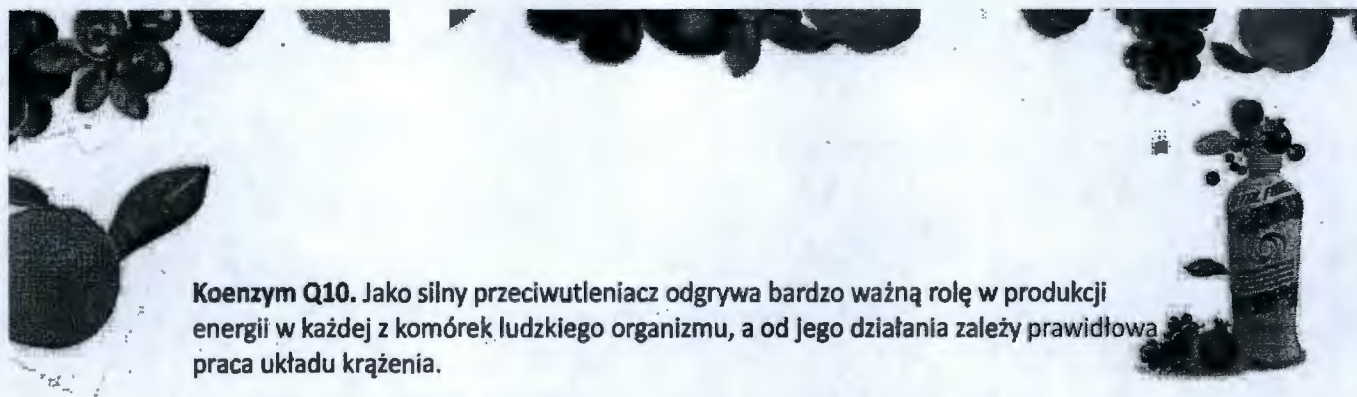 Koenzym Q10. Jako silny przeciwutleniacz odgrywa bardzo ważną rolę w produkcji
energii w każdej z komórek ludzkiego organizmu, a od jego działania zależy prawidłowa
praca układu krążenia.